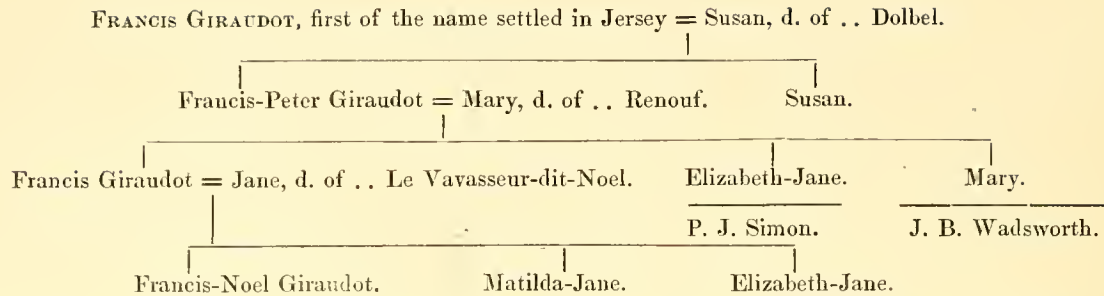 FRANCIS GIRAUDOT, first of the name settled in Jersey = Susan, d. of .. Dolbel.
Francis-Peter Giraudot = Mary, d. of .. Renouf. Susan.
Francis Giraudot = Jane, d. of .. Le Vavasseur-dit-Noel. Elizabeth-Jane. Mary.
P. J. Simon. J. B. Wadsworth.
Francis-Noel Giraudot. Matilda-Jane. Elizabeth-Jane.